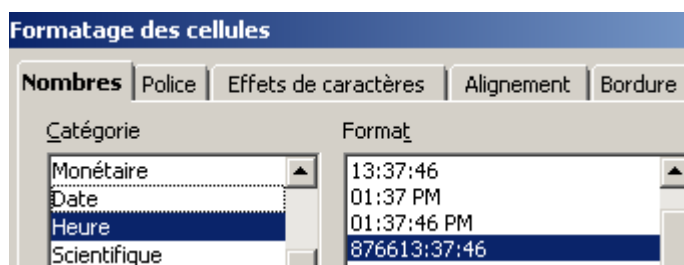 Formatage des cellules
Nombres Police Effets de caractères Alignement Bordure
Catégorie Format
Monétaire 13:37:46
Date 01:37 PM
Heure 01:37:46 PM
Scientifique 876613:37:46